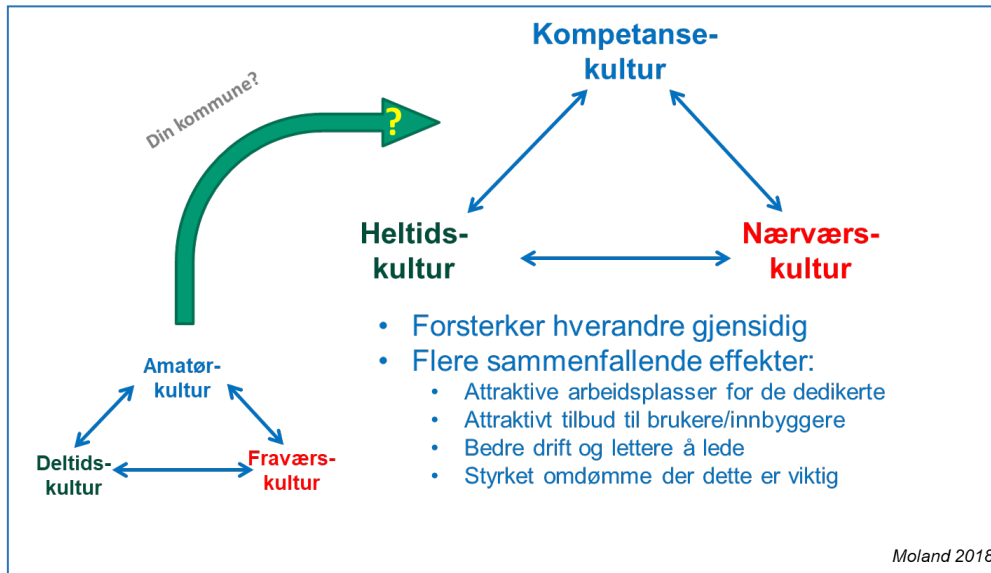 Kompetanse-
kultur
Din kommune?
?
Heltids-
kultur
Nærværs-
kultur
• Forsterker hverandre gjensidig
• Flere sammenfallende effekter:
• Attraktive arbeidsplasser for de dedikerte
• Attraktivt tilbud til brukere/innbyggere
• Bedre drift og lettere å lede
• Styrket omdømme der dette er viktig
Amatør-
kultur
Deltids-
kultur
Fraværs-
kultur
Moland 2018